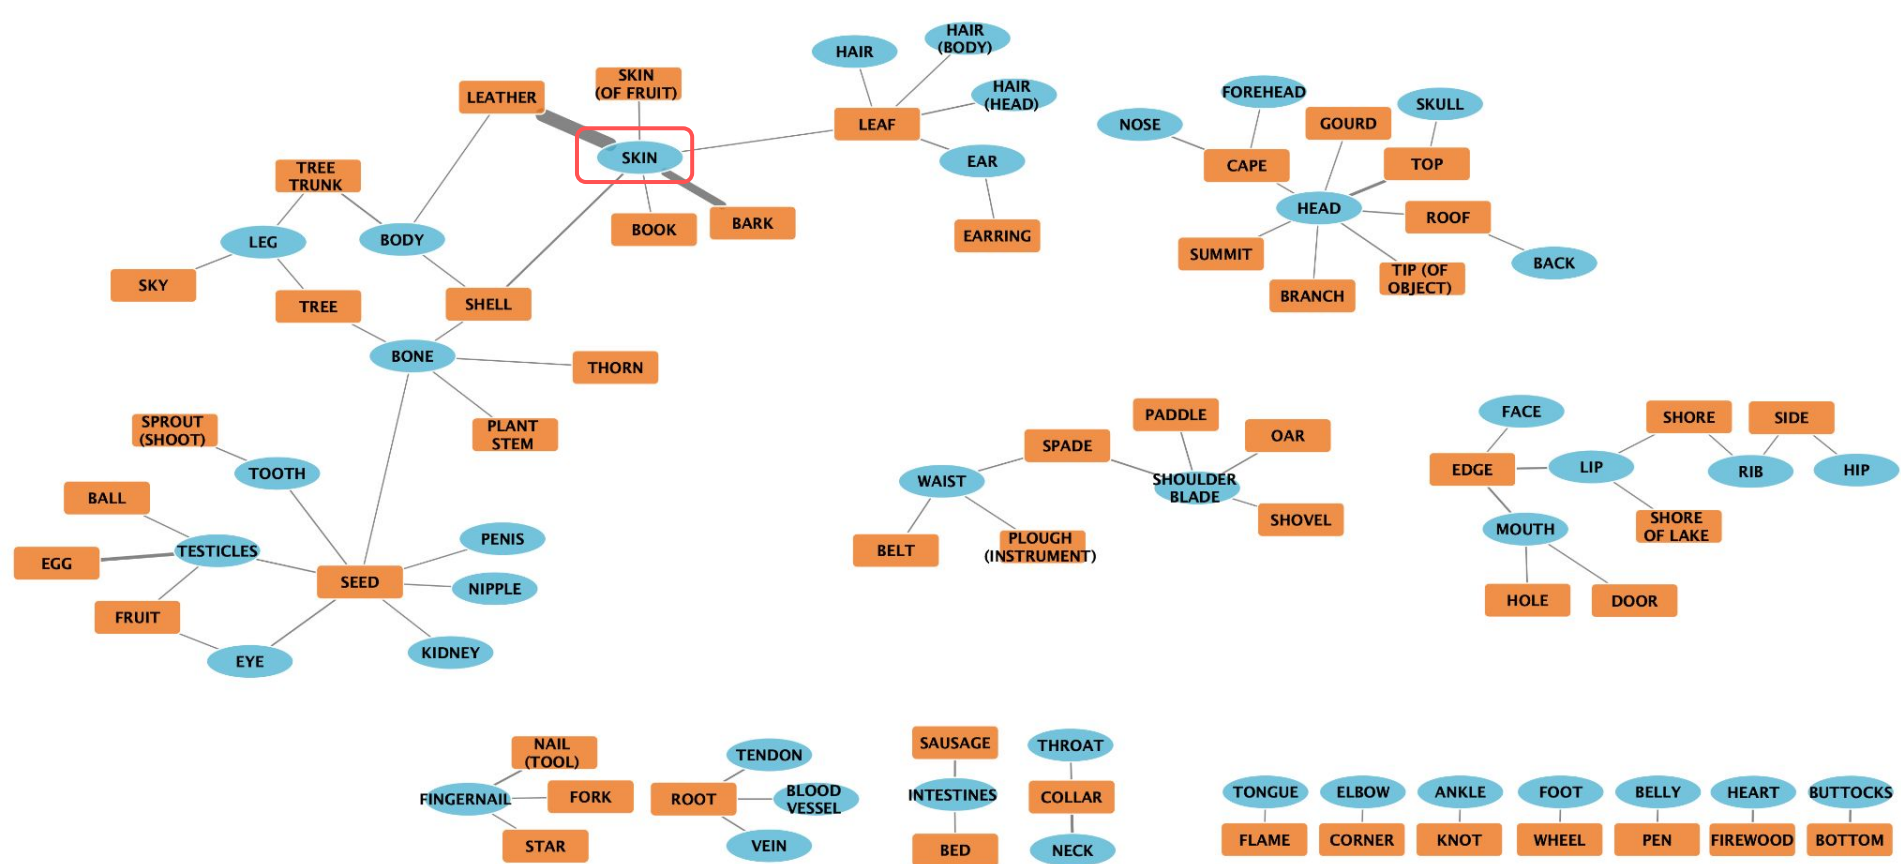 HAIR
HAIR
(BODY)
HAIR
(HEAD)
LEATHER
SKIN
(OF FRUIT)
LEAF
SKIN
EAR
EARRING
TREE
TRUNK
BOOK
BARK
LEG
BODY
SKY
TREE
SHELL
BONE
THORN
PLANT
STEM
SPROUT
(SHOOT)
TOOTH
BALL
TESTICLES
EGG
SEED
PENIS
NIPPLE
FRUIT
EYE
KIDNEY
FOREHEAD
SKULL
NOSE
GOURD
CAPE
TOP
HEAD
ROOF
SUMMIT
BACK
TIP (OF
OBJECT)
BRANCH
PADDLE
SPADE
OAR
WAIST
SHOULDER
BLADE
SHOVEL
BELT
PLOUGH
(INSTRUMENT)
FACE
SHORE
SIDE
EDGE
LIP
RIB
HIP
MOUTH
SHORE
OF LAKE
HOLE
DOOR
NAIL
(TOOL)
FINGERNAIL
FORK
STAR
TENDON
ROOT
BLOOD
VESSEL
VEIN
SAUSAGE
INTESTINES
BED
THROAT
COLLAR
NECK
TONGUE
ELBOW
ANKLE
FOOT
BELLY
HEART
BUTTOCKS
FLAME
CORNER
KNOT
WHEEL
PEN
FIREWOOD
BOTTOM